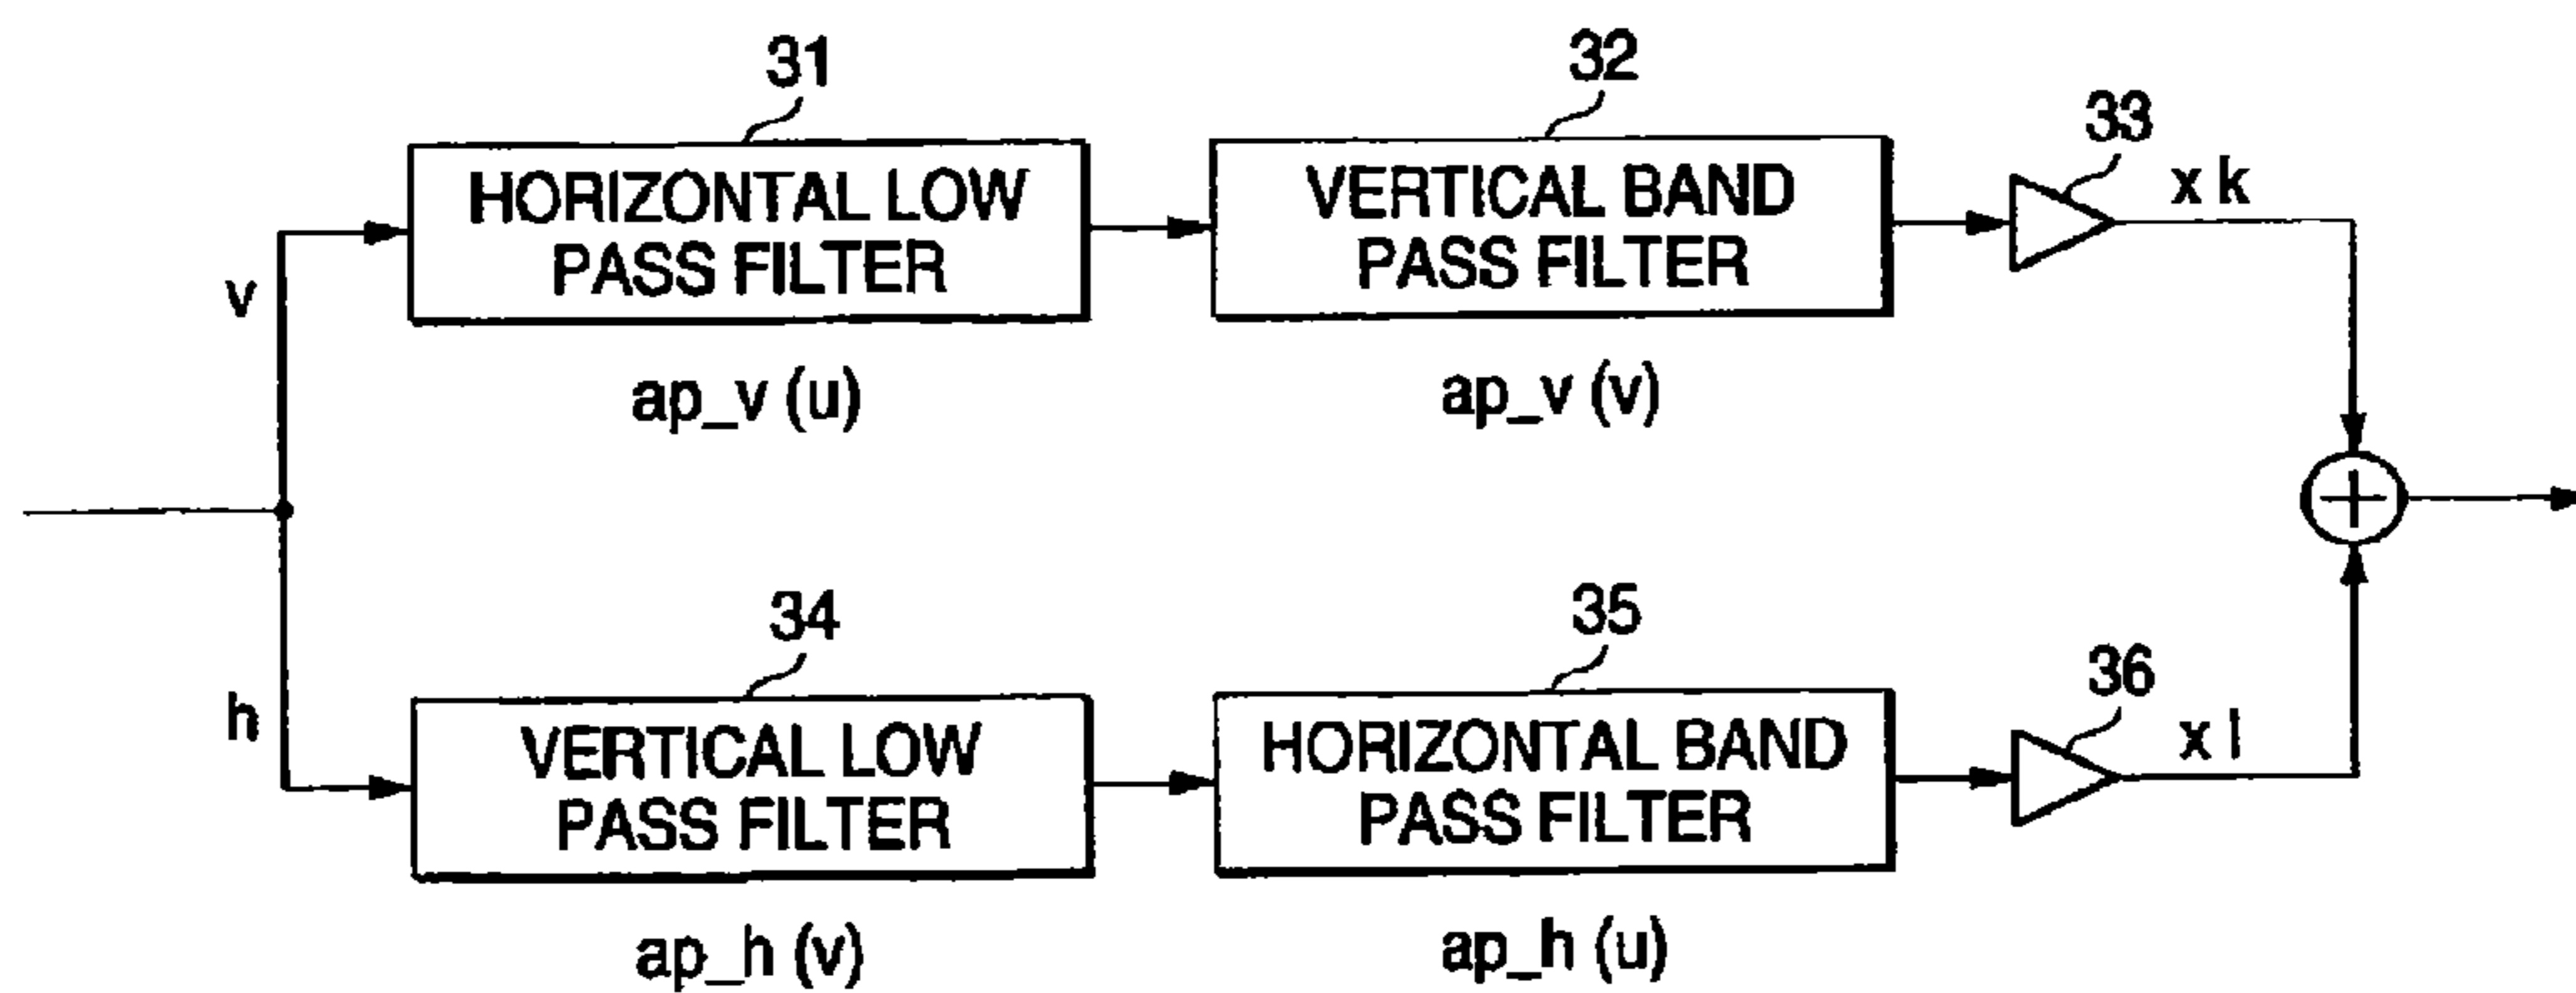 31
32
33
HORIZONTAL LOW
PASS FILTER
VERTICAL BAND
PASS FILTER
x k
v
ap_v (u)
ap_v (v)
34
35
36
h
VERTICAL LOW
PASS FILTER
HORIZONTAL BAND
PASS FILTER
x l
ap_h (v)
ap_h (u)